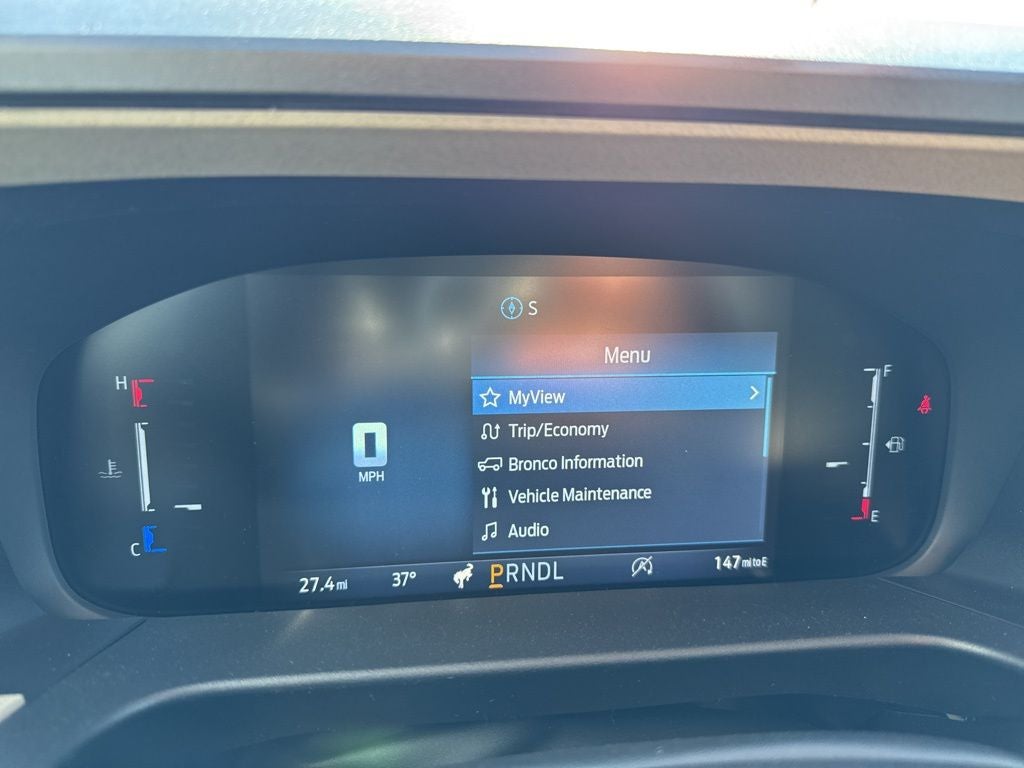 S
Menu
H
F
MyView
Trip/Economy
0
MPH
Bronco Information
Vehicle Maintenance
E
Audio
C
27.4 mi 37° PRNDL 147 mi to E